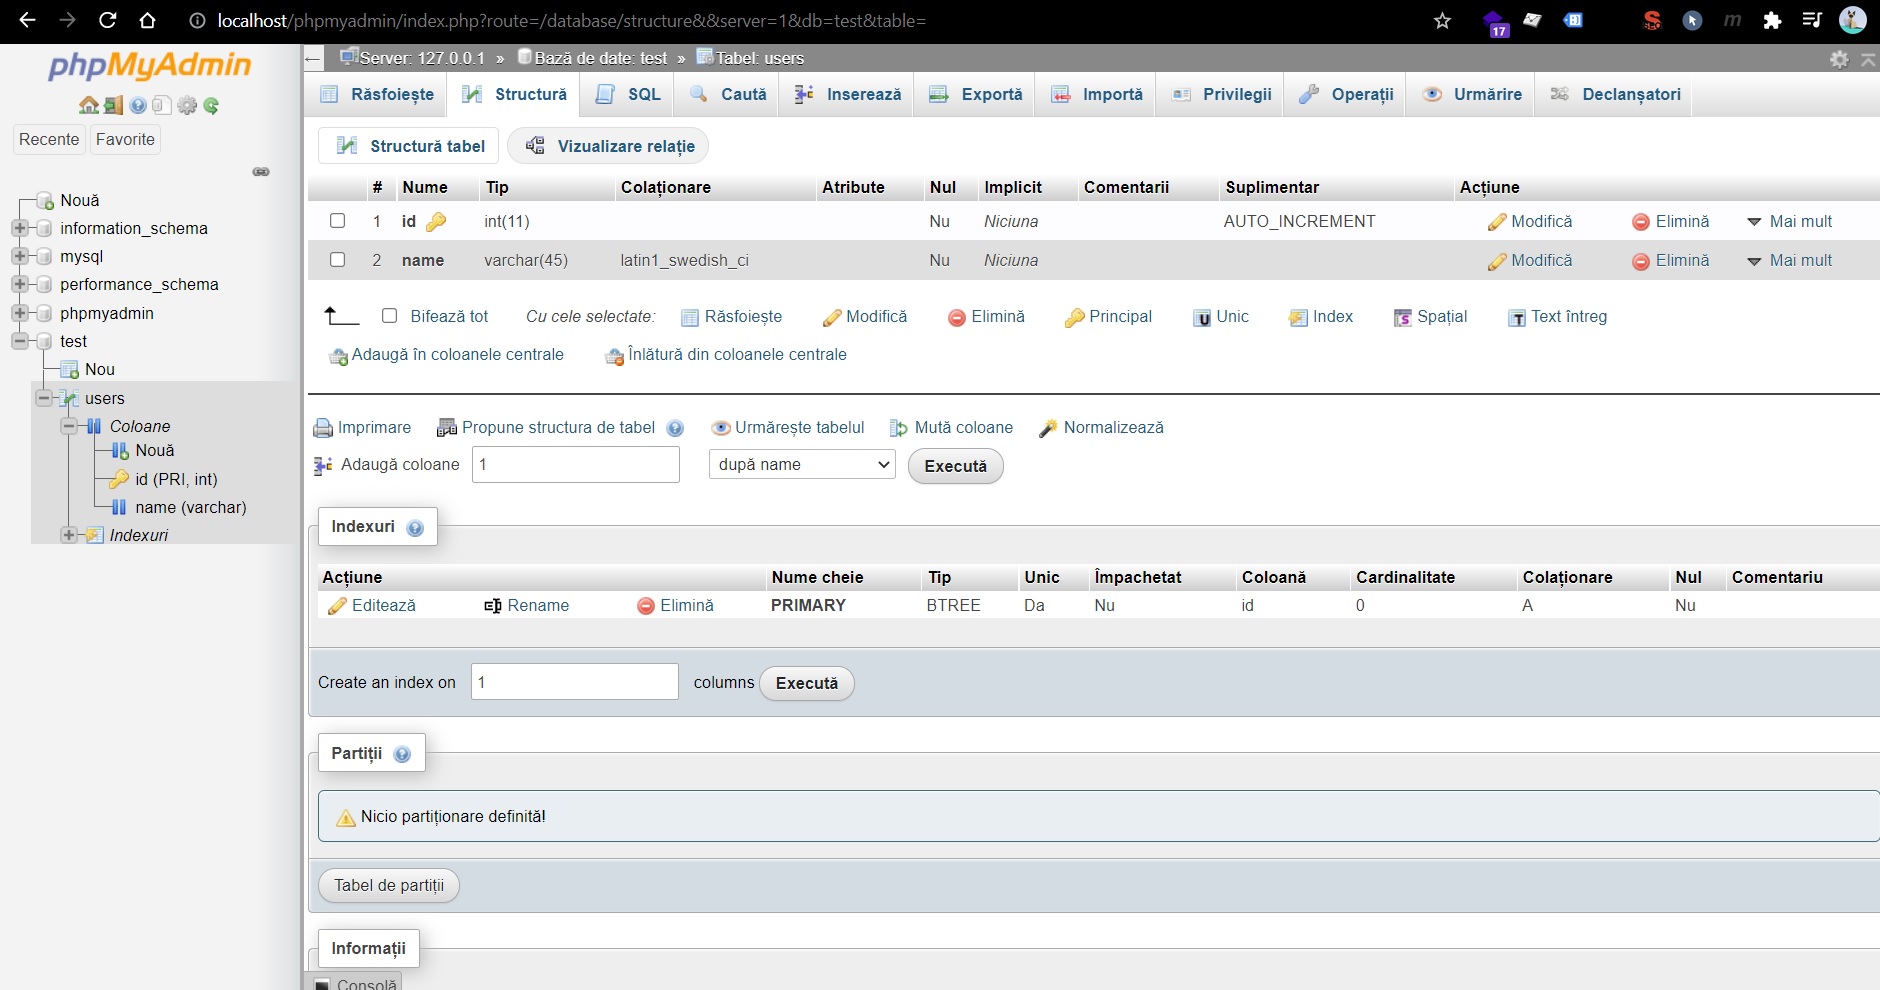 localhost/phpmyadmin/index.php?route=/database/structure&&server=1&db=test&table=
17
phpMyAdmin
Recente Favorite
Nouă
information_schema
mysql
performance_schema
phpmyadmin
test
Nou
users
Coloane
Nouă
id (PRI, int)
name (varchar)
Indexuri
Server: 127.0.0.1 » Bază de date: test » Tabel: users
Răsfoiește Structură SQL Caută Inserează Exportă Importă Privilegii Operații Urmărire Declanșatori
Structură tabel Vizualizare relație
# Nume Tip Colaționare Atribute Nul Implicit Comentarii Suplimentar Acțiune
1 id int(11) Nu Niciuna AUTO_INCREMENT Modifică Elimină Mai mult
2 name varchar(45) latin1_swedish_ci Nu Niciuna Modifică Elimină Mai mult
Bifează tot Cu cele selectate: Răsfoiește Modifică Elimină Principal Unic Index Spațial Text întreg
Adaugă în coloanele centrale Înlătură din coloanele centrale
Imprimare Propune structura de tabel Urmărește tabelul Mută coloane Normalizează
Adaugă coloane 1 după name Execută
Indexuri
Acțiune Nume cheie Tip Unic Împachetat Coloană Cardinalitate Colaționare Nul Comentariu
Editează Rename Elimină PRIMARY BTREE Da Nu id 0 A Nu
Create an index on 1 columns Execută
Partiții
Nicio partiționare definită!
Tabel de partiții
Informații
Consolă